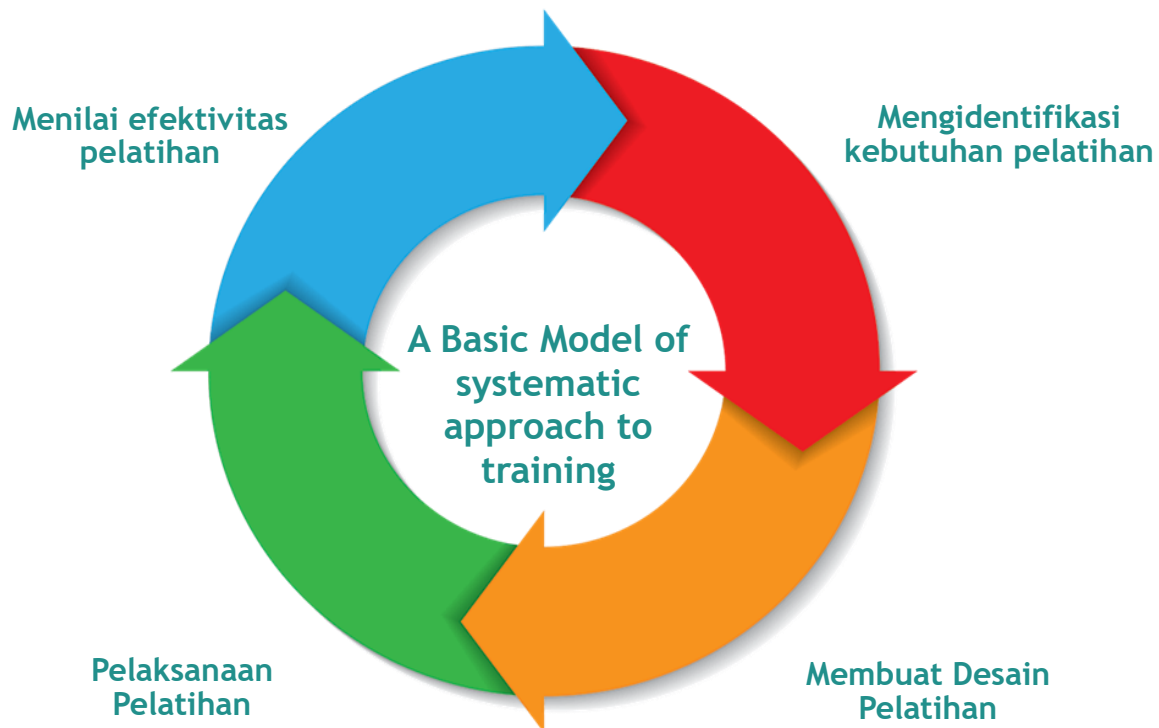 Menilai efektivitas
pelatihan
Mengidentifikasi
kebutuhan pelatihan
A Basic Model of
systematic
approach to
training
Pelaksanaan
Pelatihan
Membuat Desain
Pelatihan